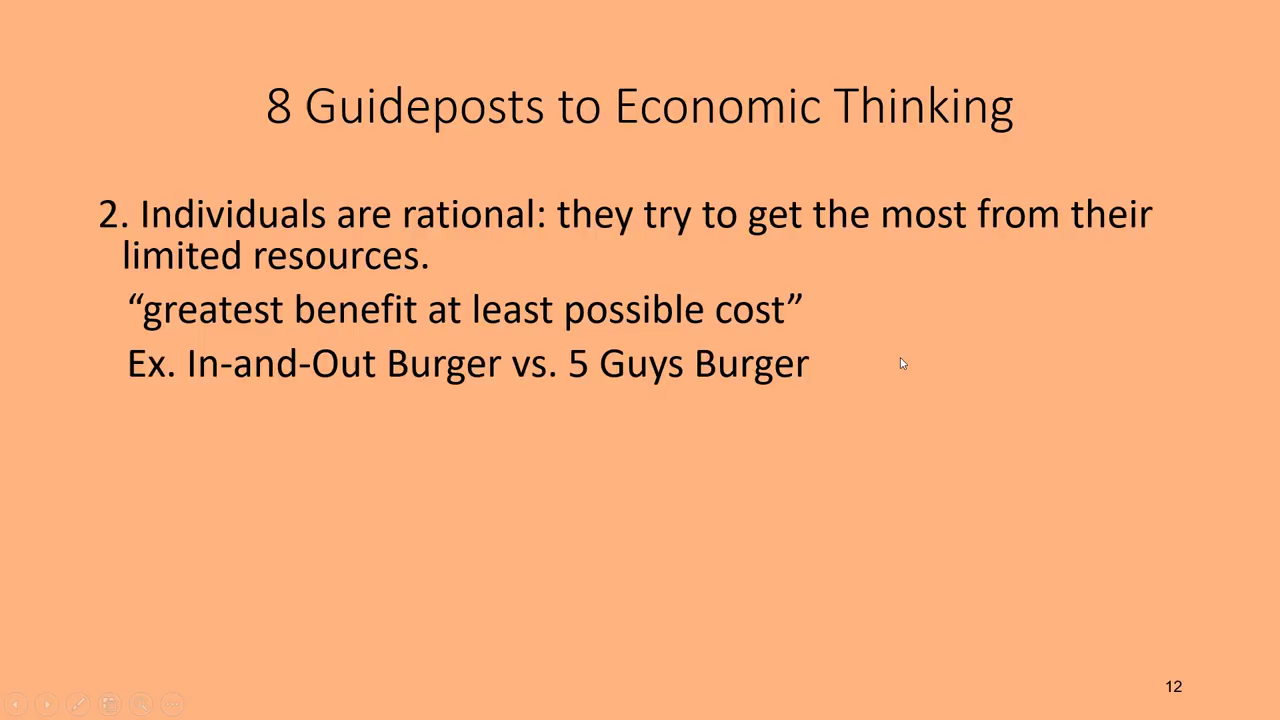 8 Guideposts to Economic Thinking
2. Individuals are rational: they try to get the most from their
limited resources.
“greatest benefit at least possible cost”
Ex. In-and-Out Burger vs. 5 Guys Burger
12